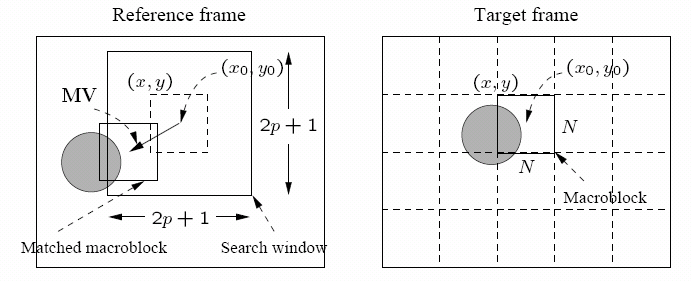 Reference frame
Target frame
(x, y)
(x₀, y₀)
MV
2p + 1
2p + 1
Matched macroblock
Search window
(x, y)
(x₀, y₀)
N
N
Macroblock